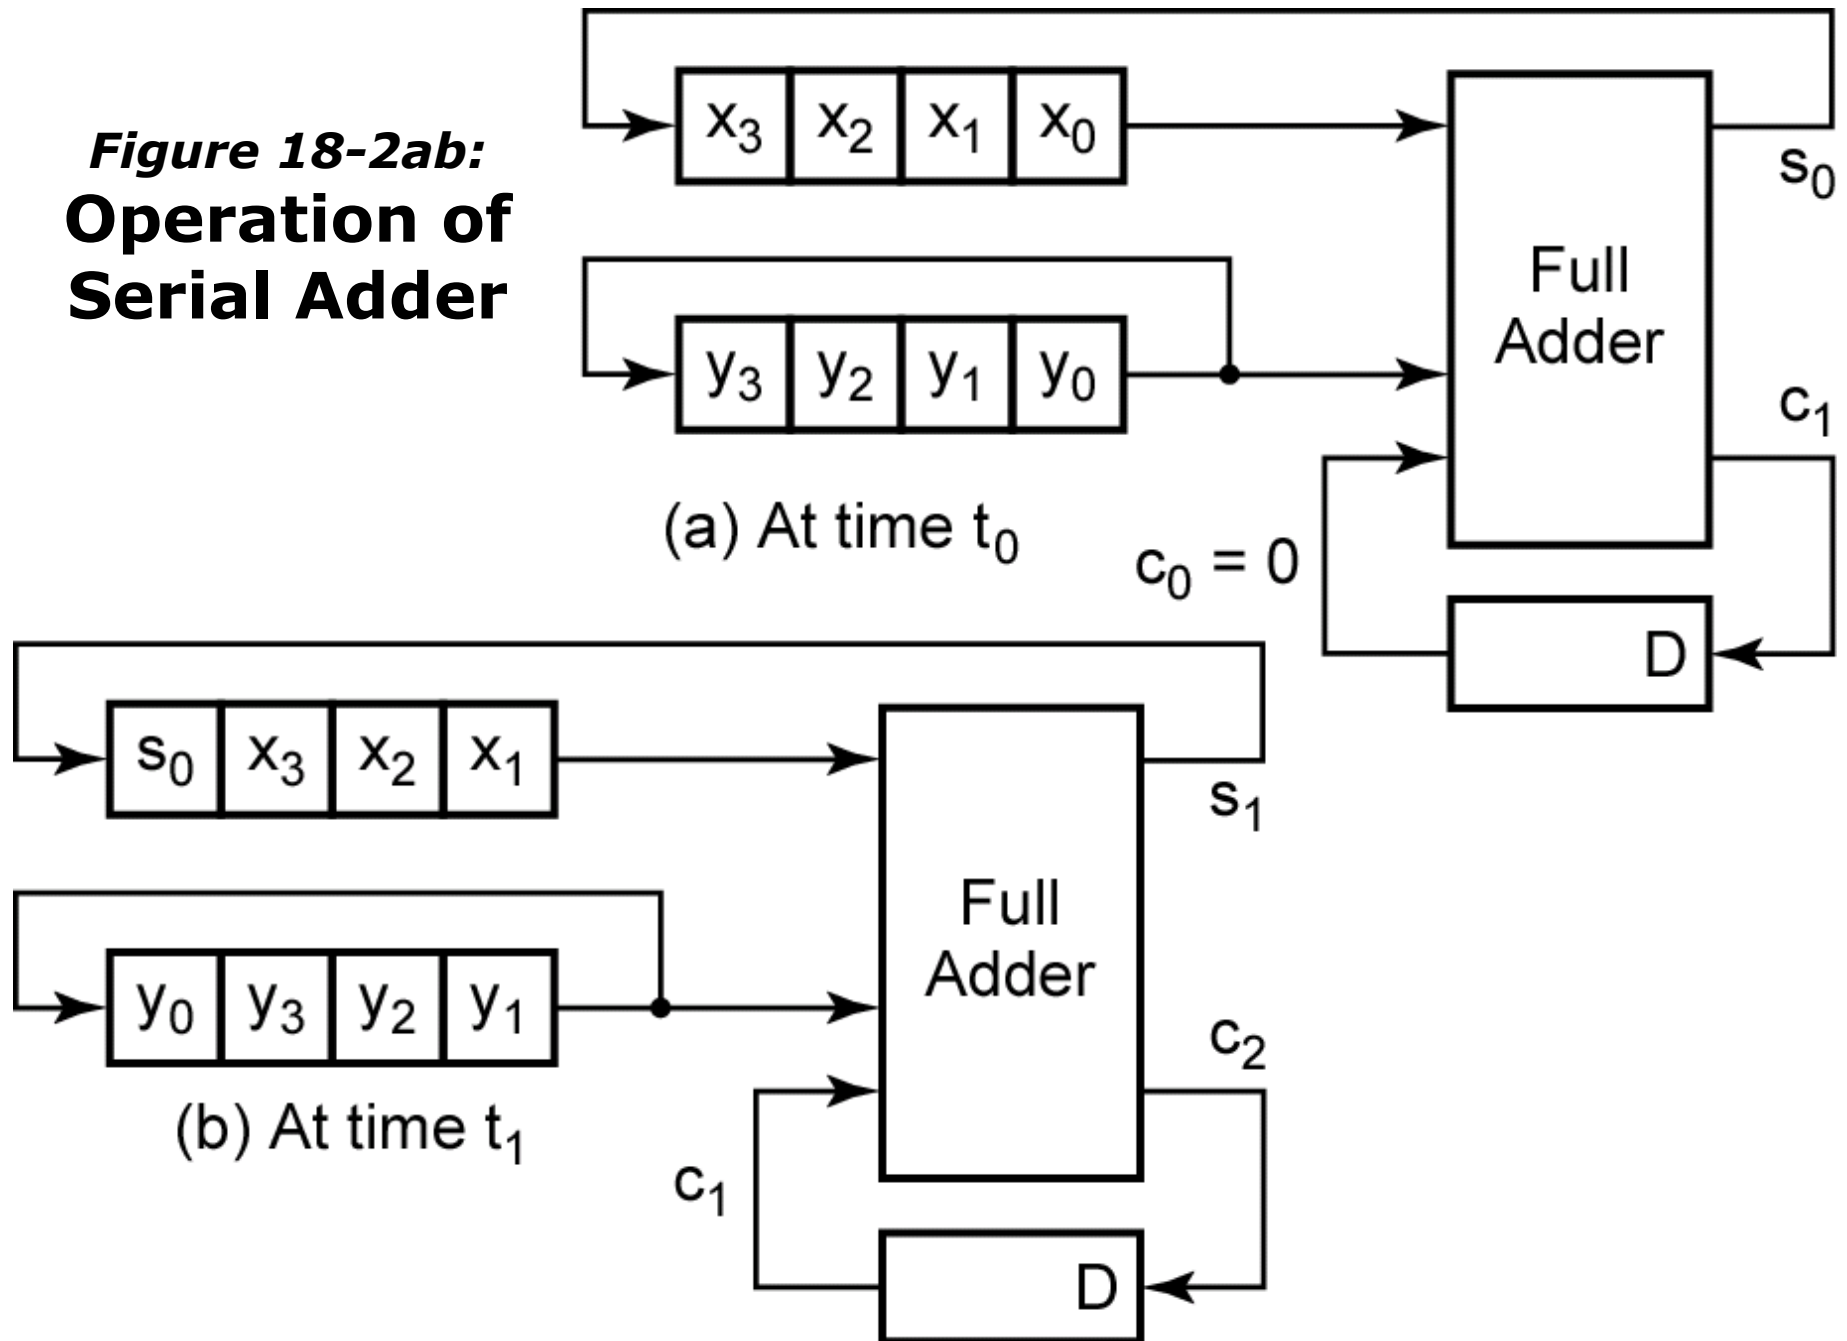 Figure 18-2ab:
Operation of
Serial Adder
x₃ x₂ x₁ x₀
s₀
y₃ y₂ y₁ y₀
Full
Adder
c₁
(a) At time t₀
c₀ = 0
D
s₀ x₃ x₂ x₁
s₁
y₀ y₃ y₂ y₁
Full
Adder
c₂
(b) At time t₁
c₁
D